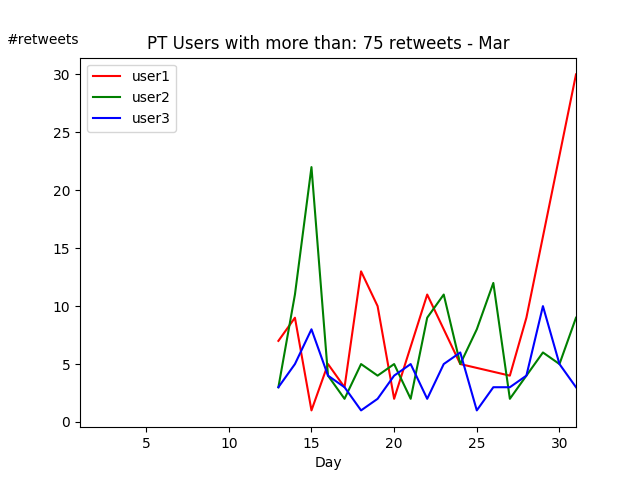 #retweets
PT Users with more than: 75 retweets - Mar
user1
user2
user3
30
25
20
15
10
5
0
5 10 15 20 25 30
Day